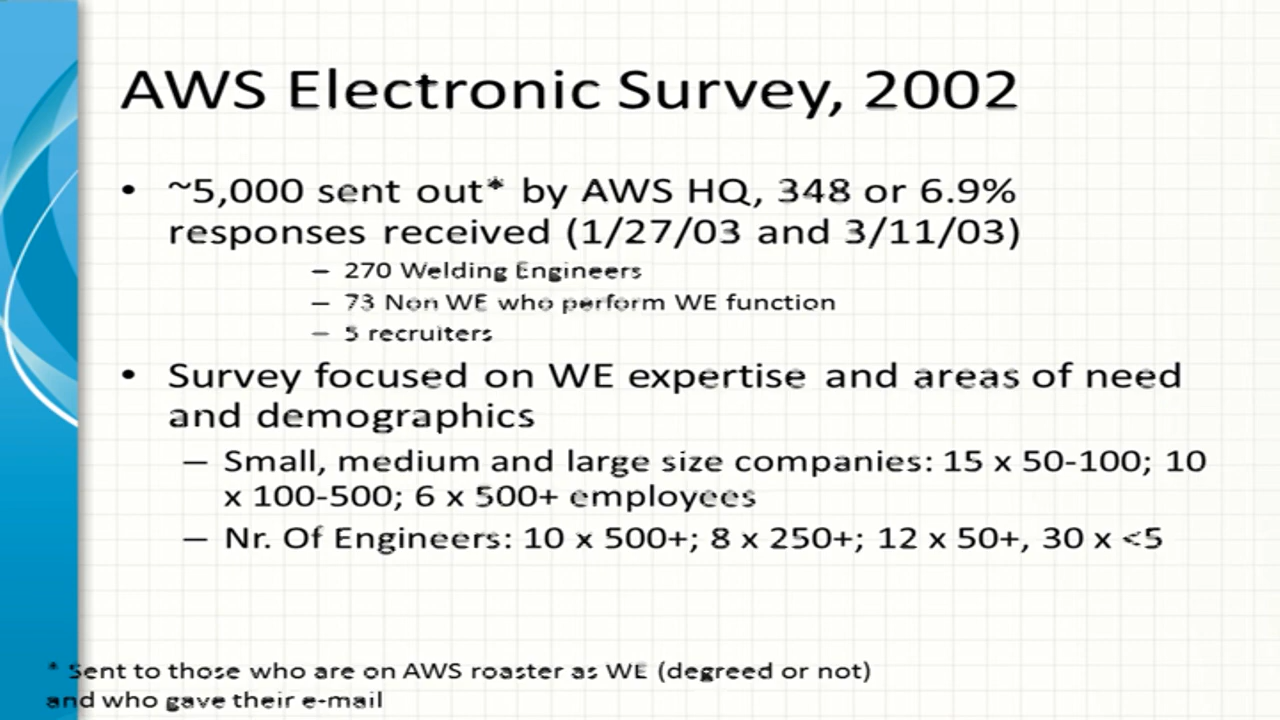 AWS Electronic Survey, 2002
• ~5,000 sent out* by AWS HQ, 348 or 6.9%
responses received (1/27/03 and 3/11/03)
– 270 Welding Engineers
– 73 Non WE who perform WE function
– 5 recruiters
• Survey focused on WE expertise and areas of need
and demographics
– Small, medium and large size companies: 15 x 50-100; 10
x 100-500; 6 x 500+ employees
– Nr. Of Engineers: 10 x 500+; 8 x 250+; 12 x 50+, 30 x <5
* Sent to those who are on AWS roaster as WE (degreed or not)
and who gave their e-mail